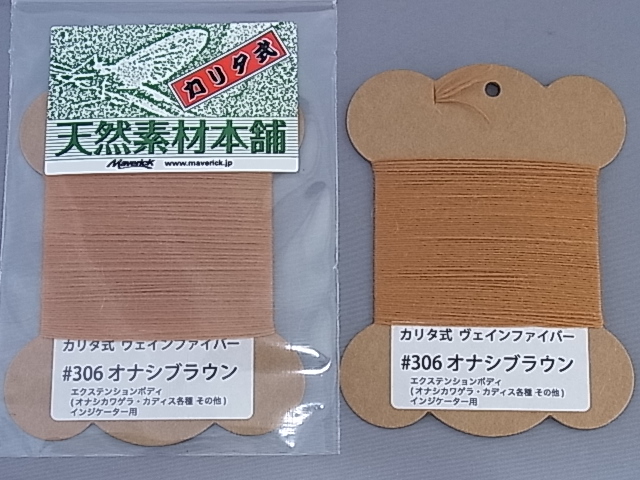 カリタ式
天然素材本舗
Maverick www.maverick.jp
カリタ式 ヴェインファイバー
#306 オナシブラウン
エクステンションボディ
(オナシカワゲラ・カディス各種 その他)
インジケーター用
カリタ式 ヴェインファイバー
#306 オナシブラウン
エクステンションボディ
(オナシカワゲラ・カディス各種 その他)
インジケーター用